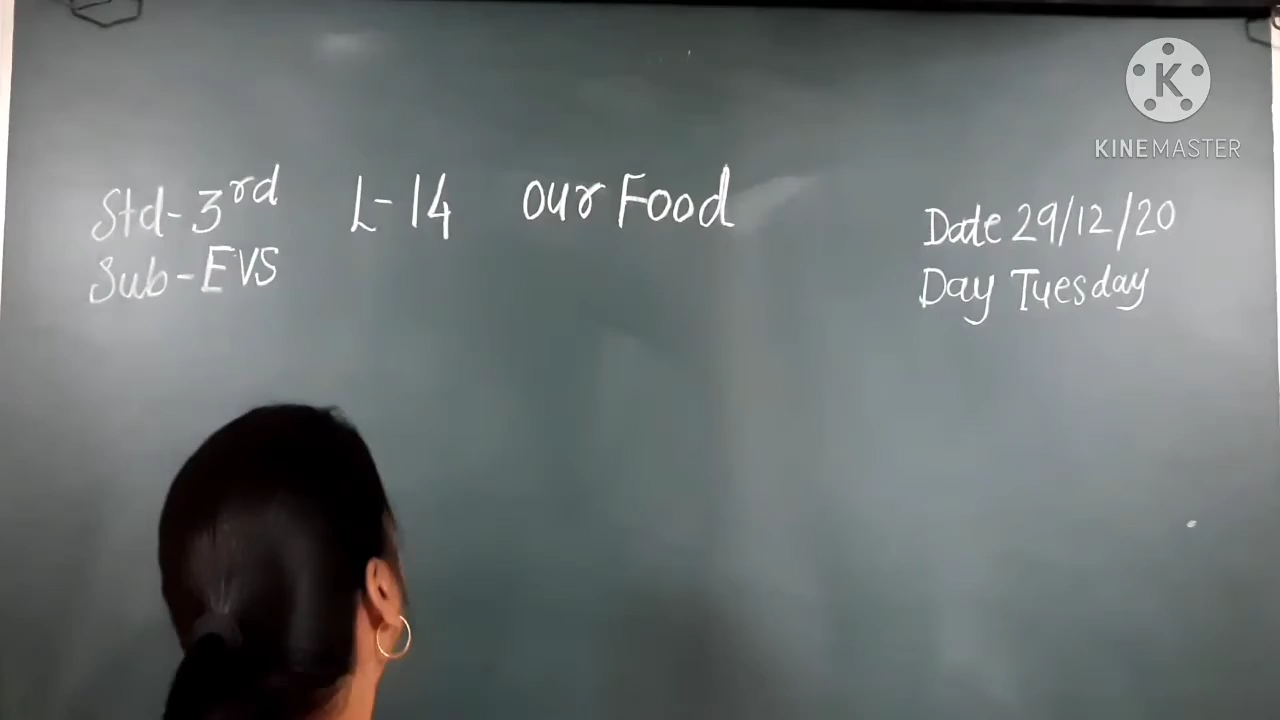 Std-3rd L-14 our Food
Sub-EVS
Date 29/12/20
Day Tuesday
K
KINEMASTER